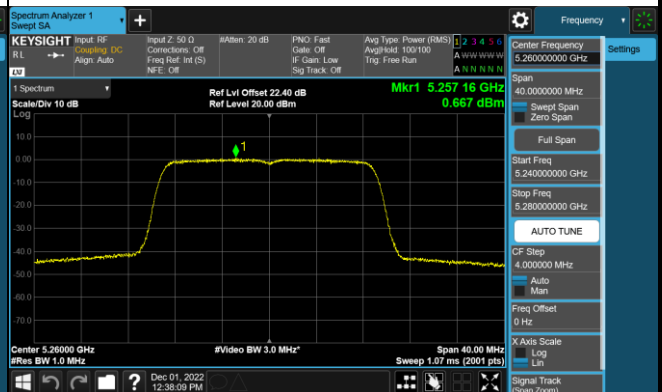 Spectrum Analyzer 1
Swept SA
+
Frequency
KEYSIGHT
RL
LXI
Input: RF
Coupling: DC
Align: Auto
Input Z: 50 Ω
Corrections: Off
Freq Ref: Int (S)
NFE: Off
#Atten: 20 dB
PNO: Fast
Gate: Off
IF Gain: Low
Sig Track: Off
Avg Type: Power (RMS)
Avg|Hold: 100/100
Trig: Free Run
1 2 3 4 5 6
A W W W W W
A N N N N N
1 Spectrum
Scale/Div 10 dB
Log
Ref Lvl Offset 22.40 dB
Ref Level 20.00 dBm
Mkr1 5.257 16 GHz
0.667 dBm
1
10.0
0.00
-10.0
-20.0
-30.0
-40.0
-50.0
-60.0
-70.0
Center 5.26000 GHz
#Res BW 1.0 MHz
#Video BW 3.0 MHz*
Span 40.00 MHz
Sweep 1.07 ms (2001 pts)
?
Dec 01, 2022
12:38:09 PM
Center Frequency
5.260000000 GHz
Settings
Span
40.0000000 MHz
Swept Span
Zero Span
Full Span
Start Freq
5.240000000 GHz
Stop Freq
5.280000000 GHz
AUTO TUNE
CF Step
4.000000 MHz
Auto
Man
Freq Offset
0 Hz
X Axis Scale
Log
Lin
Signal Track
(Span Zoom)